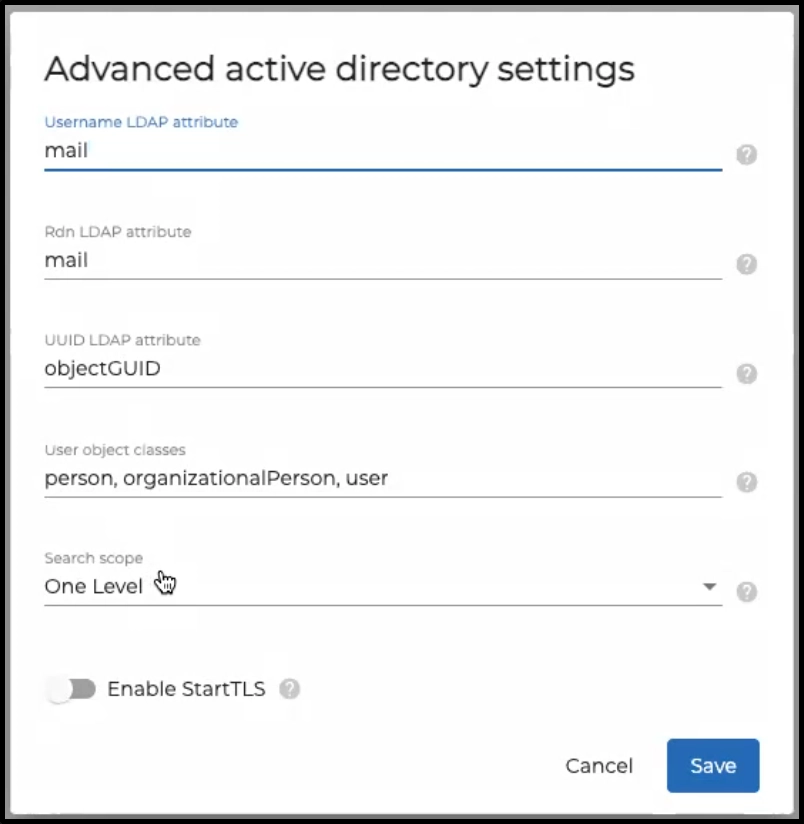 Advanced active directory settings
Username LDAP attribute
mail
?
Rdn LDAP attribute
mail
?
UUID LDAP attribute
objectGUID
?
User object classes
person, organizationalPerson, user
?
Search scope
One Level
?
Enable StartTLS ?
Cancel Save